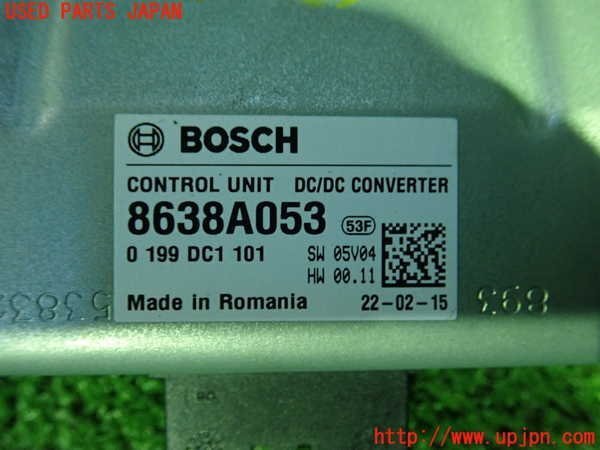 USED PARTS JAPAN
BOSCH
CONTROL UNIT DC/DC CONVERTER
8638A053 53F
0 199 DC1 101 SW 05V04
HW 00.11
Made in Romania 22-02-15
893
http://www.upjpn.com/